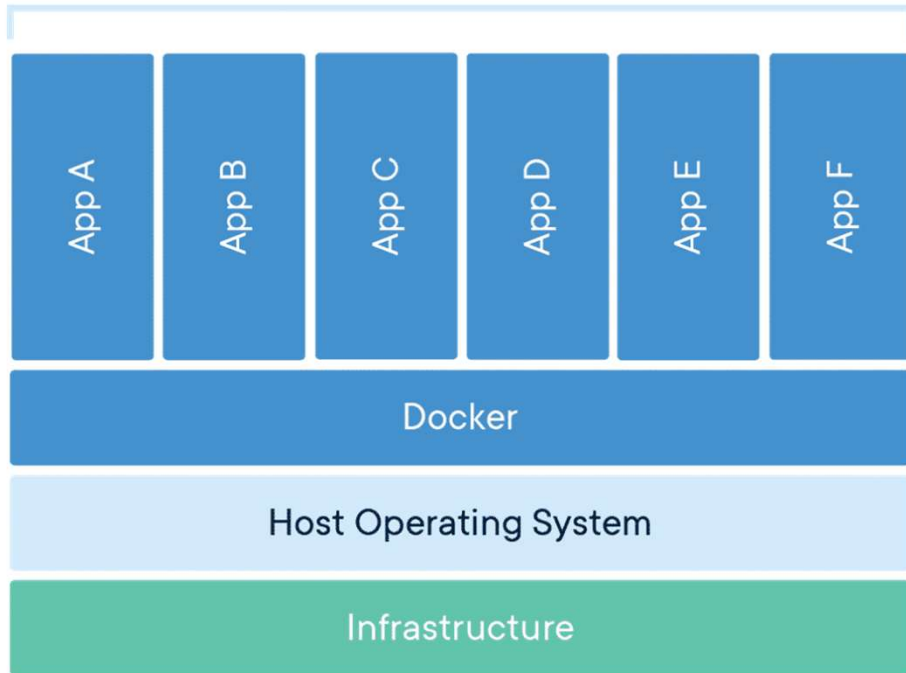 App A
App B
App C
App D
App E
App F
Docker
Host Operating System
Infrastructure